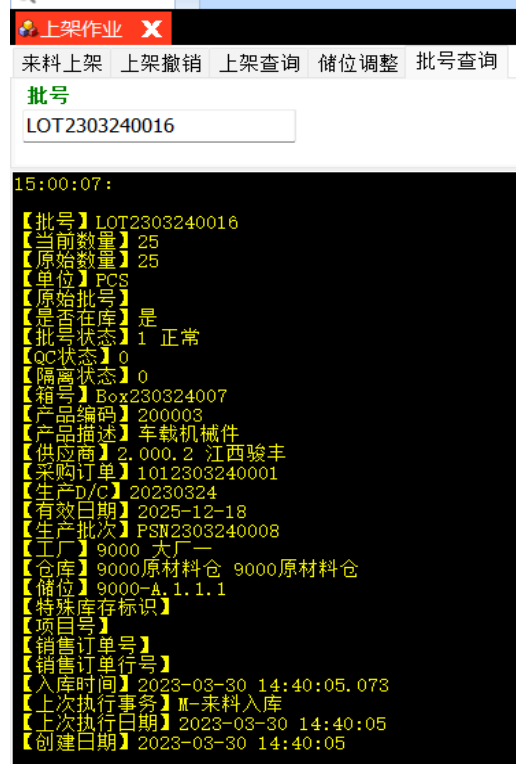 上架作业 X
来料上架 上架撤销 上架查询 储位调整 批号查询
批号
LOT2303240016
15:00:07:
【批号】LOT2303240016
【当前数量】25
【原始数量】25
【单位】PCS
【原始批号】
【是否在库】是
【批号状态】1 正常
【QC状态】0
【隔离状态】0
【箱号】Box230324007
【产品编码】200003
【产品描述】车载机械件
【供应商】2.000.2 江西骏丰
【采购订单】1012303240001
【生产D/C】20230324
【有效日期】2025-12-18
【生产批次】PSN2303240008
【工厂】9000 大厂一
【仓库】9000原材料仓 9000原材料仓
【储位】9000-A.1.1.1
【特殊库存标识】
【项目号】
【销售订单号】
【销售订单行号】
【入库时间】2023-03-30 14:40:05.073
【上次执行事务】M-来料入库
【上次执行日期】2023-03-30 14:40:05
【创建日期】2023-03-30 14:40:05